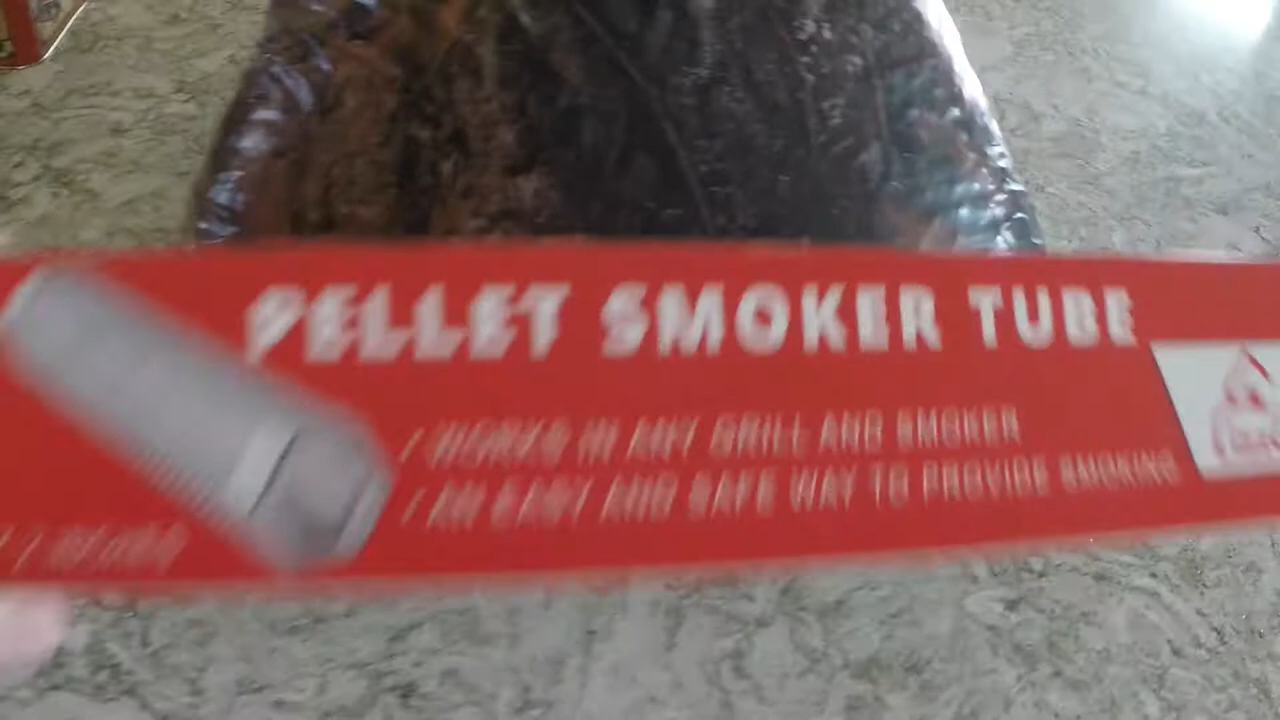 PELLET SMOKER TUBE
/ WORKS IN ANY GRILL AND SMOKER
/ AN EASY AND SAFE WAY TO PROVIDE SMOKING